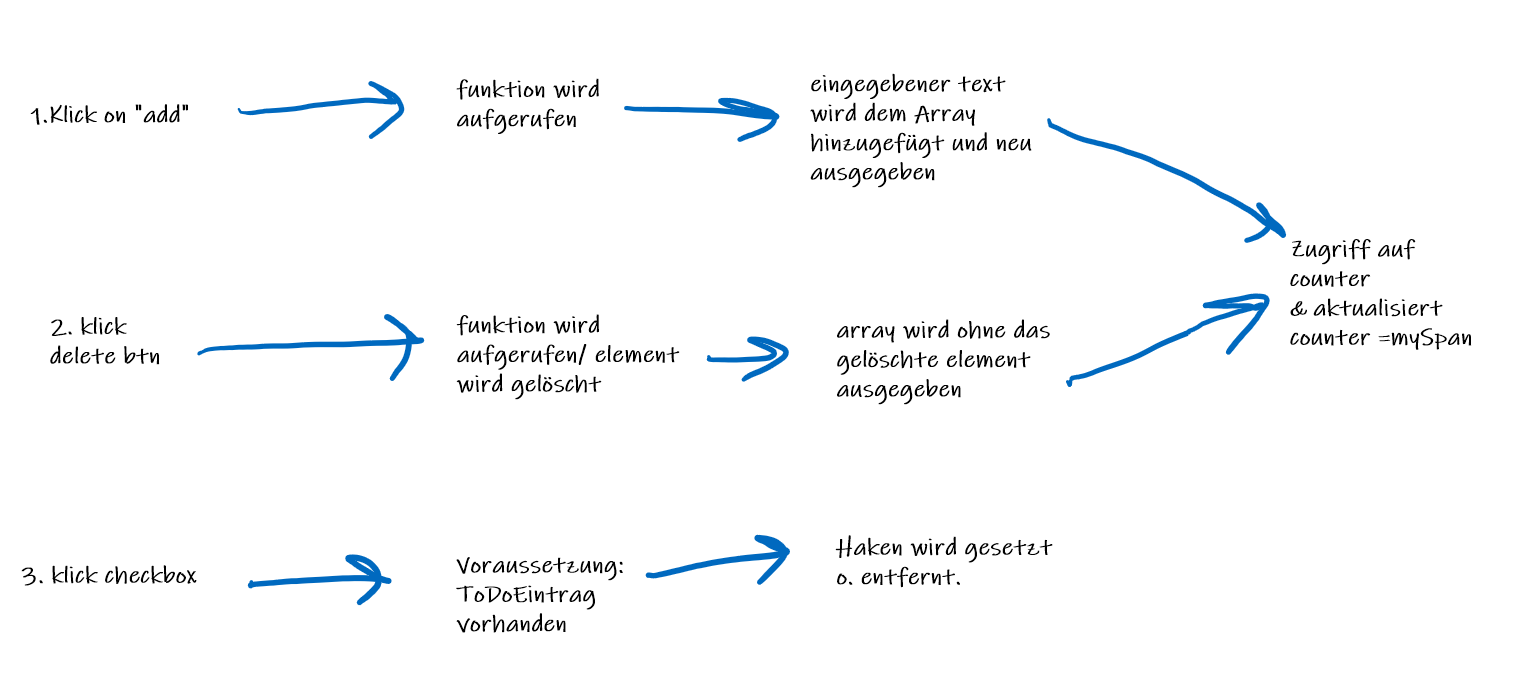 1.Klick on "add"
funktion wird
aufgerufen
eingegebener text
wird dem Array
hinzugefügt und neu
ausgegeben
Zugriff auf
counter
& aktualisiert
counter =mySpan
2. klick
delete btn
funktion wird
aufgerufen/ element
wird gelöscht
array wird ohne das
gelöschte element
ausgegeben
3. klick checkbox
Voraussetzung:
ToDoEintrag
vorhanden
Haken wird gesetzt
o. entfernt.